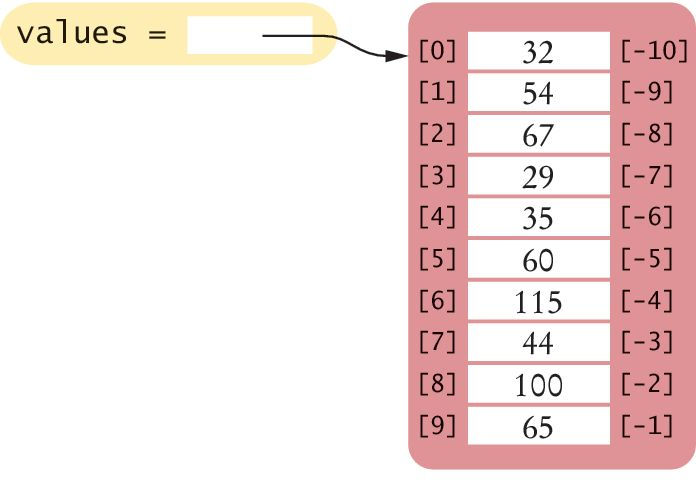 values =
[0] 32 [-10]
[1] 54 [-9]
[2] 67 [-8]
[3] 29 [-7]
[4] 35 [-6]
[5] 60 [-5]
[6] 115 [-4]
[7] 44 [-3]
[8] 100 [-2]
[9] 65 [-1]